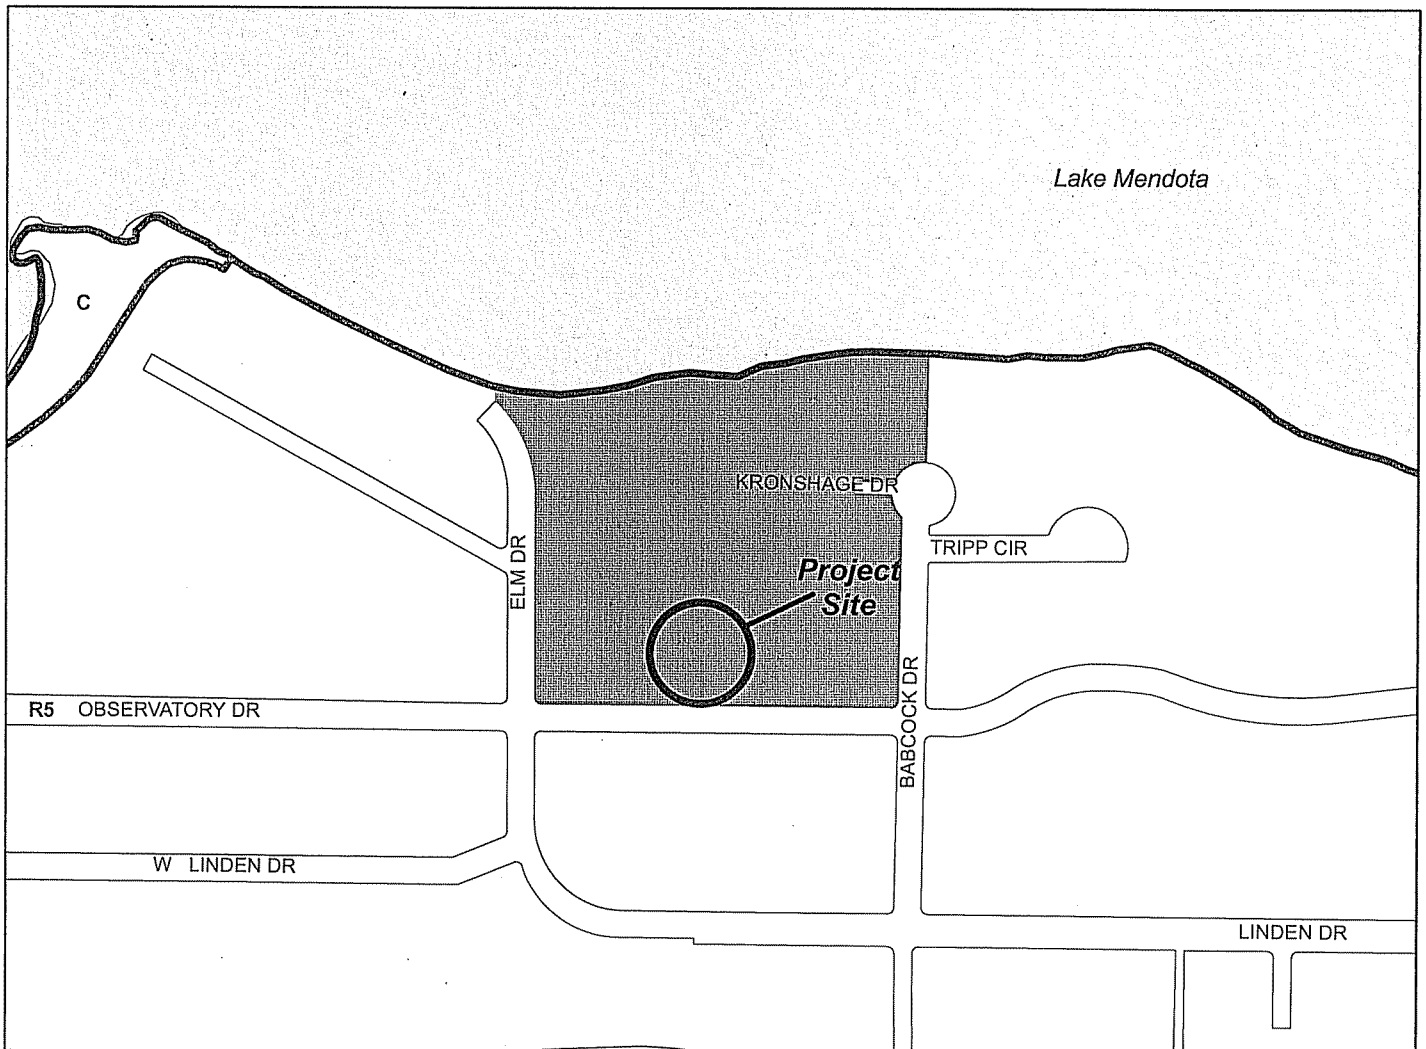 Lake Mendota
C
KRONSHAGE DR
TRIPP CIR
ELM DR
Project
Site
BABCOCK DR
R5 OBSERVATORY DR
W LINDEN DR
LINDEN DR